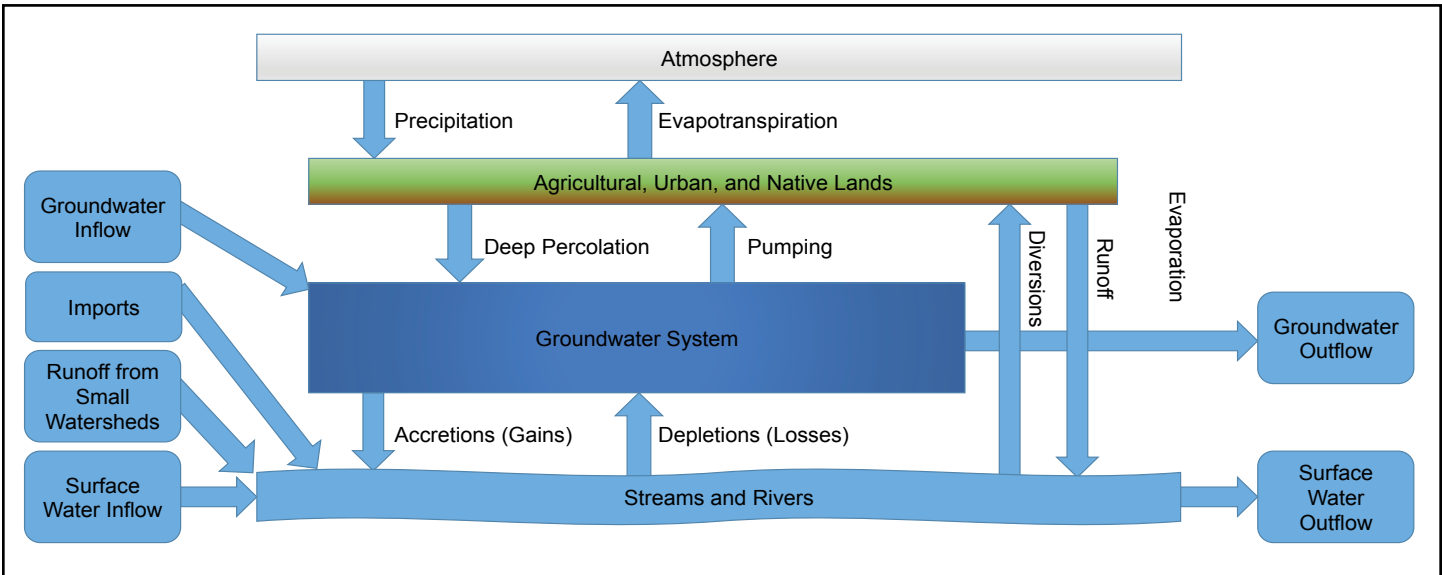 Atmosphere
Precipitation
Evapotranspiration
Agricultural, Urban, and Native Lands
Groundwater
Inflow
Deep Percolation
Pumping
Diversions
Runoff
Evaporation
Imports
Groundwater System
Groundwater
Outflow
Runoff from
Small
Watersheds
Accretions (Gains)
Depletions (Losses)
Surface
Water Inflow
Streams and Rivers
Surface
Water
Outflow